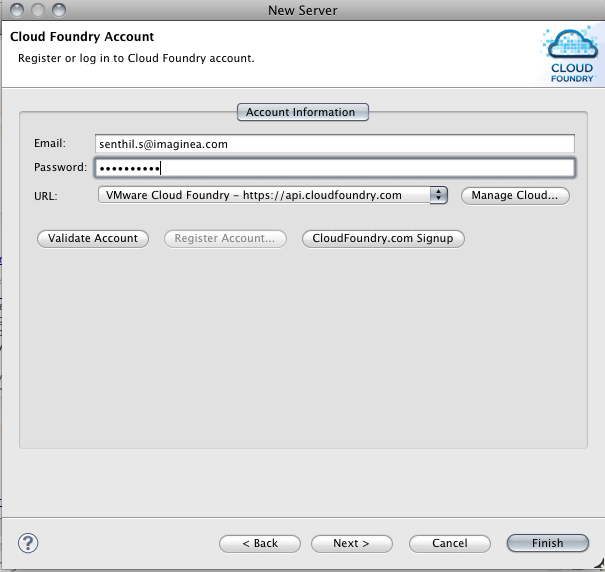 New Server
Cloud Foundry Account
Register or log in to Cloud Foundry account.
CLOUD
FOUNDRY
Account Information
Email: senthil.s@imaginea.com
Password: ••••••••••
URL: VMware Cloud Foundry – https://api.cloudfoundry.com Manage Cloud...
Validate Account Register Account... CloudFoundry.com Signup
? < Back Next > Cancel Finish